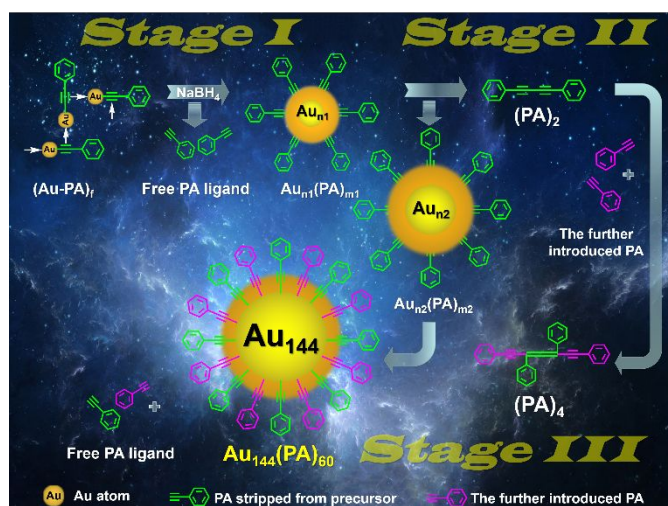 Stage I
Stage II
Au
Au
Au
(Au-PA)f
NaBH4
Free PA ligand
Aun1
Aun1(PA)m1
(PA)2
Aun2
Aun2(PA)m2
+
The further
introduced PA
Au144
Au144(PA)60
+
Free PA ligand
(PA)4
Stage III
Au Au atom
PA stripped from precursor
The further introduced PA